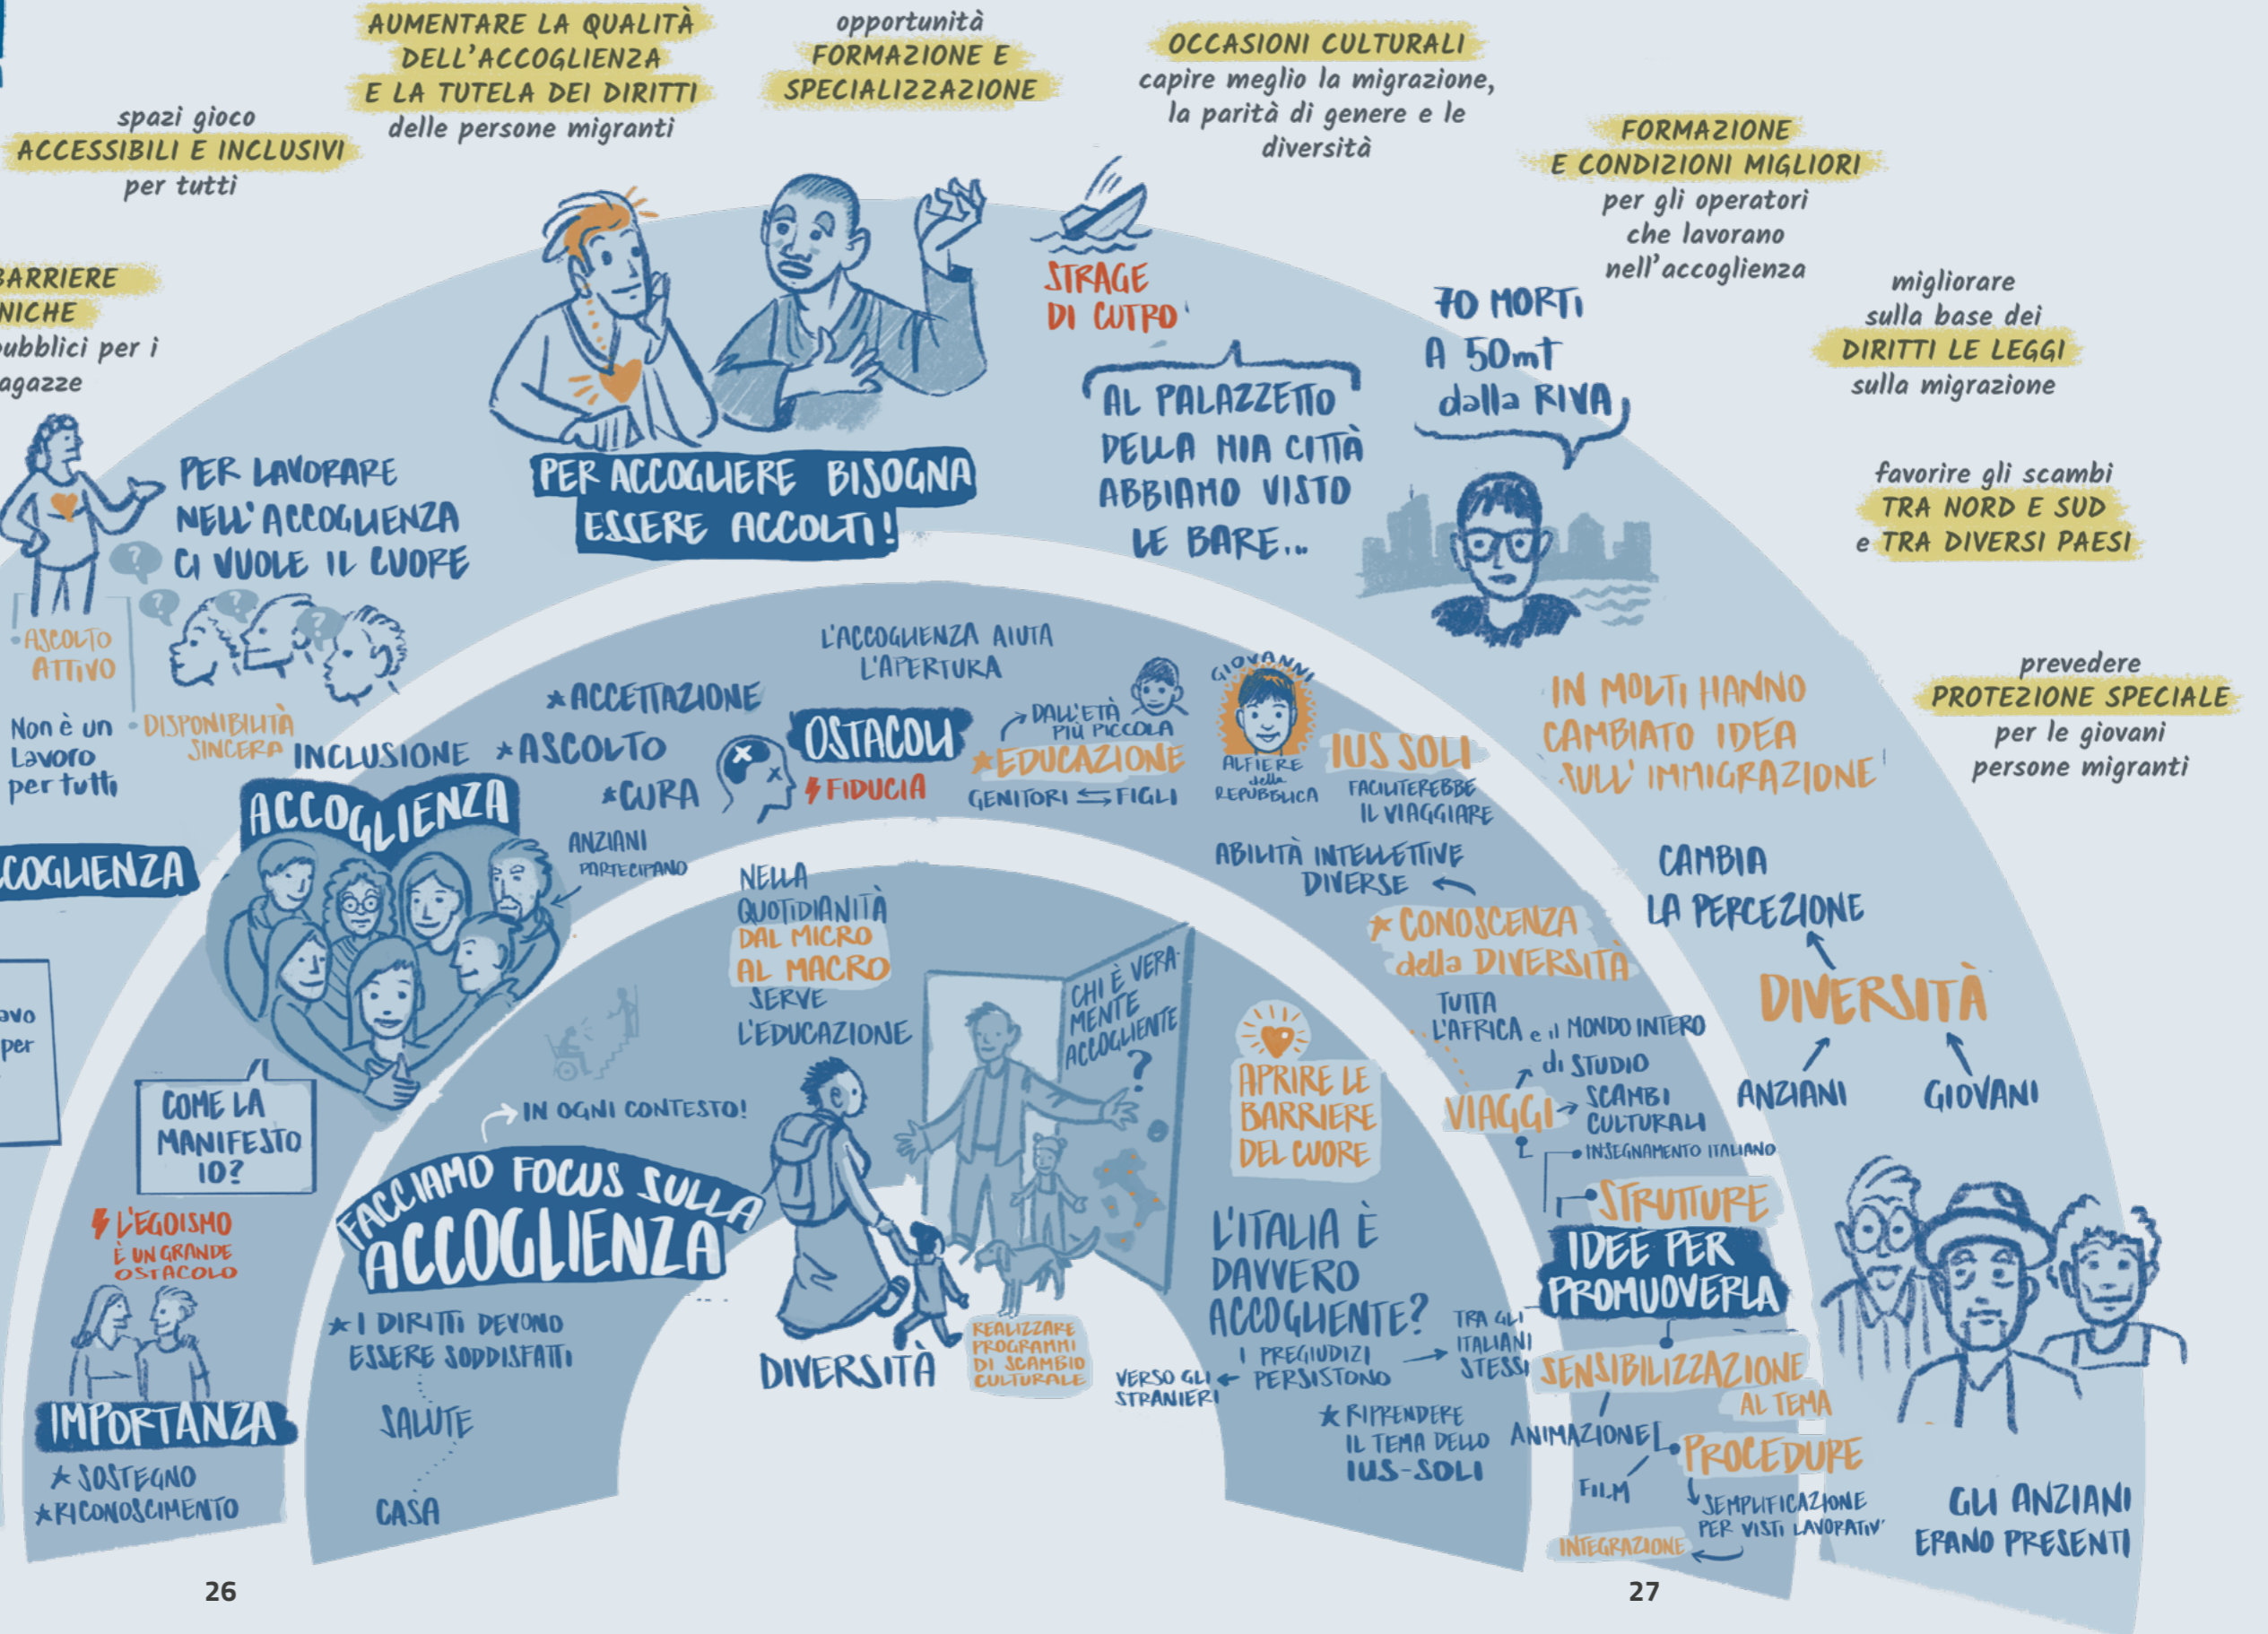 AUMENTARE LA QUALITÀ
DELL'ACCOGLIENZA
E LA TUTELA DEI DIRITTI
delle persone migranti
opportunità
FORMAZIONE E
SPECIALIZZAZIONE
OCCASIONI CULTURALI
capire meglio la migrazione,
la parità di genere e le
diversità
spazi gioco
ACCESSIBILI E INCLUSIVI
per tutti
FORMAZIONE
E CONDIZIONI MIGLIORI
per gli operatori
che lavorano
nell'accoglienza
BARRIERE
NICHE
pubblici per i
agazze
migliorare
sulla base dei
DIRITTI LE LEGGI
sulla migrazione
favorire gli scambi
TRA NORD E SUD
e TRA DIVERSI PAESI
prevedere
PROTEZIONE SPECIALE
per le giovani
persone migranti
PER LAVORARE
NELL'ACCOGLIENZA
CI VUOLE IL CUORE
?
? ? ?
ASCOLTO
ATTIVO
DISPONIBILITÀ
SINCERA
Non è un
Lavoro
per tutti
COGLIENZA
avo
per
PER ACCOGLIERE BISOGNA
ESSERE ACCOLTI!
STRAGE
DI CUTRO
AL PALAZZETTO
DELLA MIA CITTÀ
ABBIAMO VISTO
LE BARE...
70 MORTI
A 50mt
dalla RIVA
IN MOLTI HANNO
CAMBIATO IDEA
SULL'IMMIGRAZIONE
CAMBIA
LA PERCEZIONE
DIVERSITÀ
ANZIANI
GIOVANI
GLI ANZIANI
ERANO PRESENTI
L'ACCOGLIENZA AIUTA
L'APERTURA
ACCETTAZIONE
INCLUSIONE
ASCOLTO
CURA
ACCOGLIENZA
ANZIANI
PARTECIPANO
OSTACOLI
FIDUCIA
DALL'ETÀ
PIÙ PICCOLA
EDUCAZIONE
GENITORI FIGLI
GIOVANNI
ALFIERE
della
REPUBBLICA
IUS SOLI
FACILITEREBBE
IL VIAGGIARE
ABILITÀ INTELLETTIVE
DIVERSE
CONOSCENZA
della DIVERSITÀ
TUTTA
L'AFRICA e il MONDO INTERO
di STUDIO
VIAGGI
SCAMBI
CULTURALI
INSEGNAMENTO ITALIANO
STRUTTURE
IDEE PER
PROMUOVERLA
SENSIBILIZZAZIONE
AL TEMA
ANIMAZIONE
FILM
PROCEDURE
SEMPLIFICAZIONE
PER VISTI LAVORATIVI
INTEGRAZIONE
COME LA
MANIFESTO
IO?
L'EGOISMO
È UN GRANDE
OSTACOLO
IMPORTANZA
SOSTEGNO
RICONOSCIMENTO
NELLA
QUOTIDIANITÀ
DAL MICRO
AL MACRO
SERVE
L'EDUCAZIONE
IN OGNI CONTESTO!
FACCIAMO FOCUS SULLA
ACCOGLIENZA
I DIRITTI DEVONO
ESSERE SODDISFATTI
SALUTE
CASA
CHI È VERA-
MENTE
ACCOGLIENTE
?
DIVERSITÀ
REALIZZARE
PROGRAMMI
DI SCAMBIO
CULTURALE
APRIRE LE
BARRIERE
DEL CUORE
L'ITALIA È
DAVVERO
ACCOGLIENTE?
I PREGIUDIZI
PERSISTONO
VERSO GLI
STRANIERI
TRA GLI
ITALIANI
STESSI
RIPRENDERE
IL TEMA DELLO
IUS-SOLI
26
27